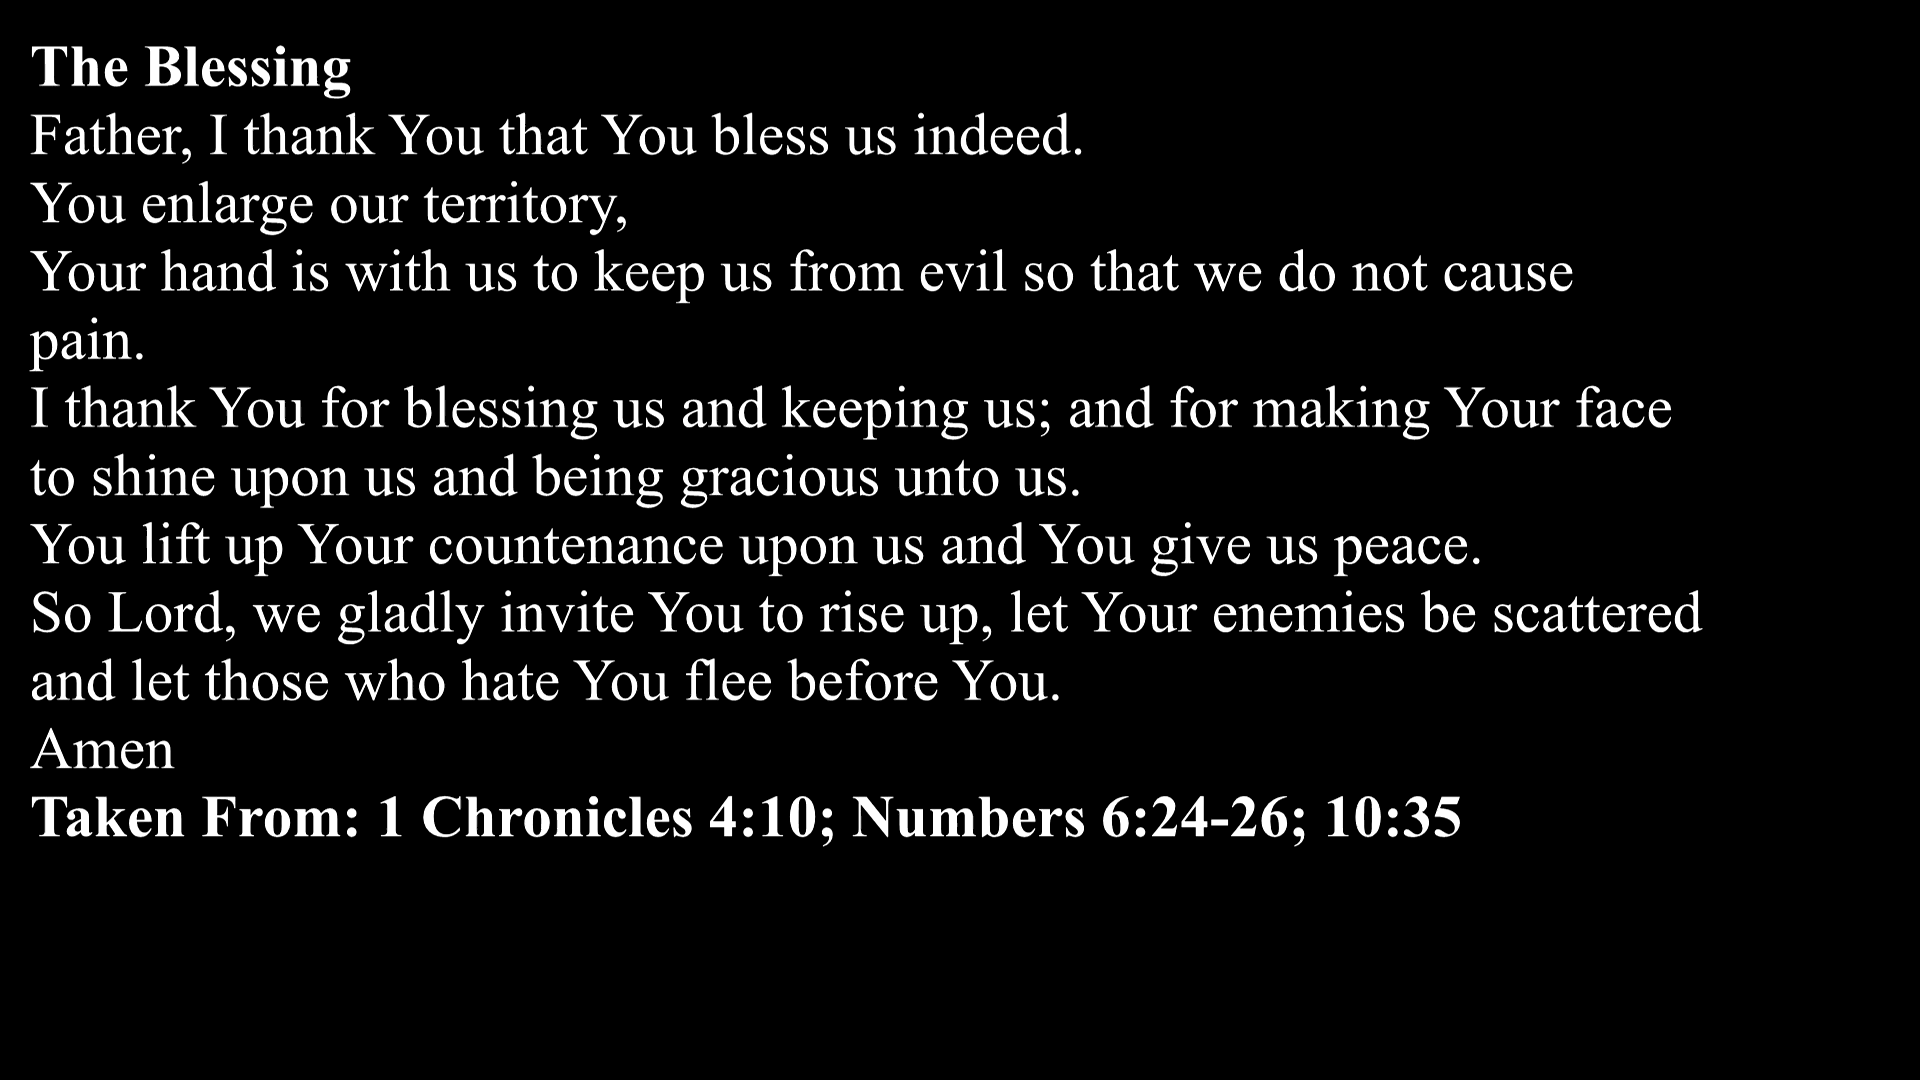 The Blessing
Father, I thank You that You bless us indeed.
You enlarge our territory,
Your hand is with us to keep us from evil so that we do not cause
pain.
I thank You for blessing us and keeping us; and for making Your face
to shine upon us and being gracious unto us.
You lift up Your countenance upon us and You give us peace.
So Lord, we gladly invite You to rise up, let Your enemies be scattered
and let those who hate You flee before You.
Amen
Taken From: 1 Chronicles 4:10; Numbers 6:24-26; 10:35